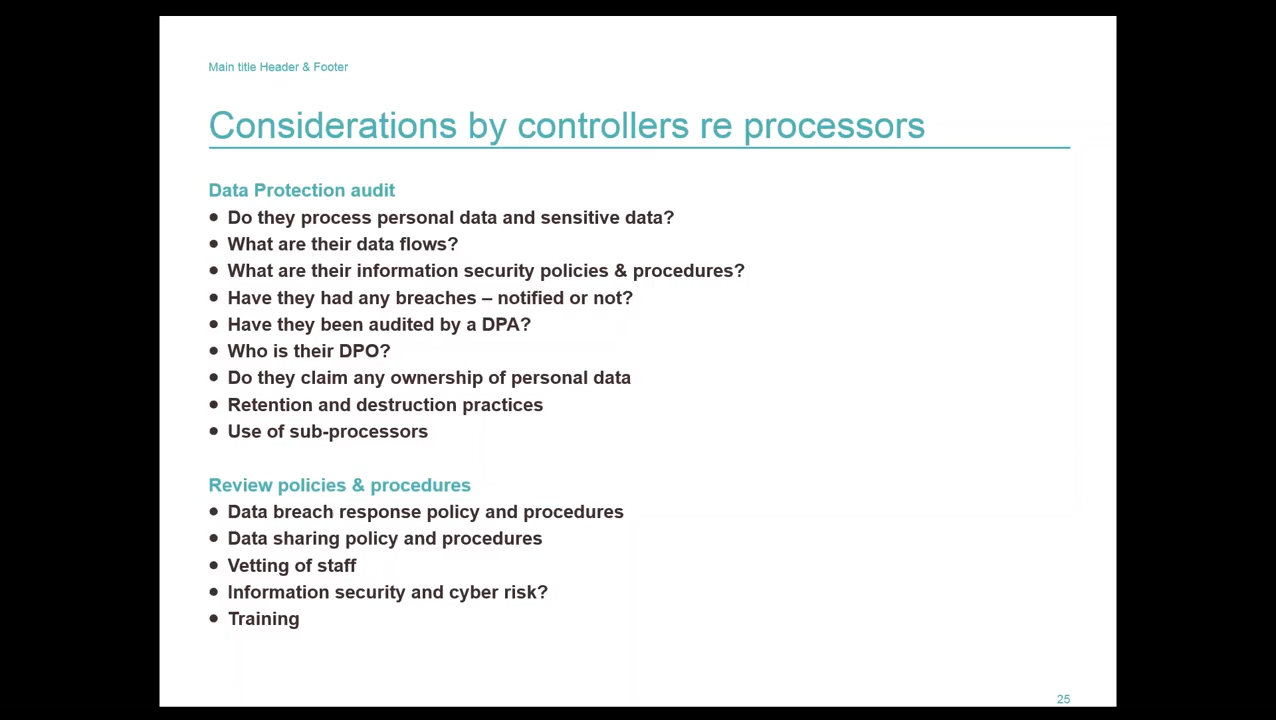 Main title Header & Footer
Considerations by controllers re processors
Data Protection audit
● Do they process personal data and sensitive data?
● What are their data flows?
● What are their information security policies & procedures?
● Have they had any breaches – notified or not?
● Have they been audited by a DPA?
● Who is their DPO?
● Do they claim any ownership of personal data
● Retention and destruction practices
● Use of sub-processors
Review policies & procedures
● Data breach response policy and procedures
● Data sharing policy and procedures
● Vetting of staff
● Information security and cyber risk?
● Training
25